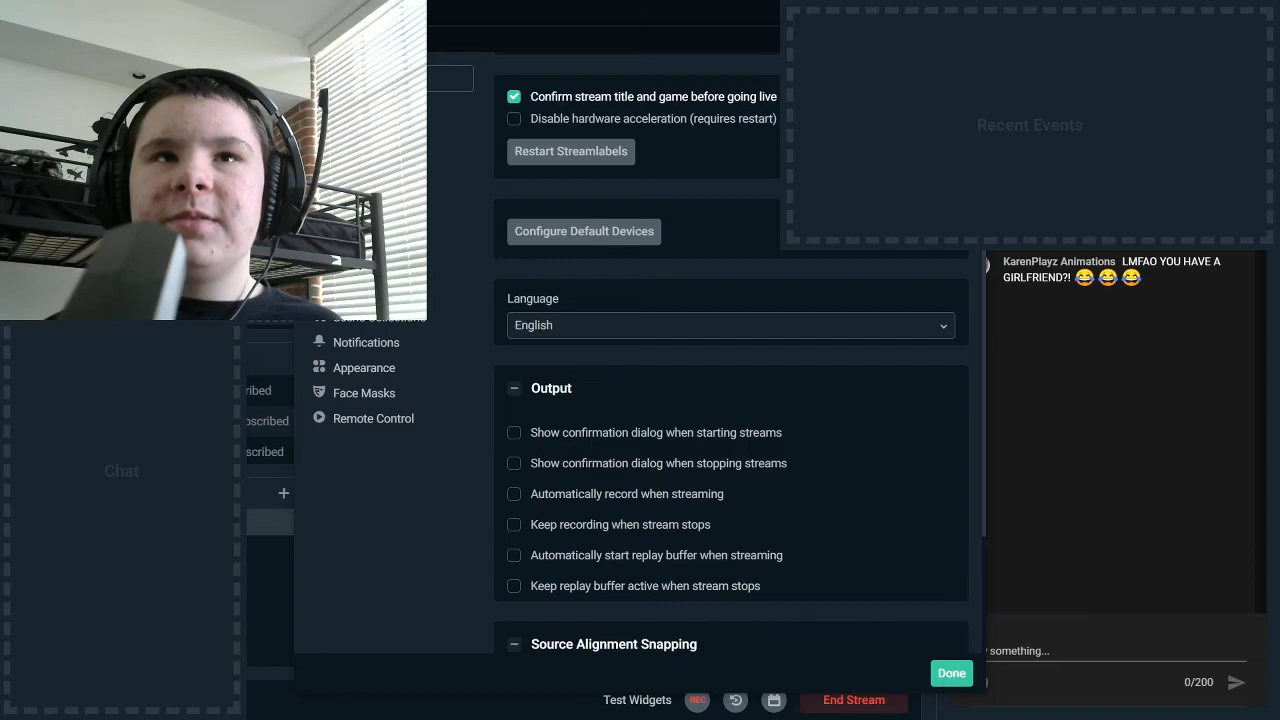 Confirm stream title and game before going live
Disable hardware acceleration (requires restart)
Restart Streamlabels
Recent Events
Configure Default Devices
KarenPlayz Animations LMFAO YOU HAVE A
GIRLFRIEND?! 😂 😂 😂
Language
English
Notifications
Appearance
Face Masks
Remote Control
Output
Show confirmation dialog when starting streams
Show confirmation dialog when stopping streams
Automatically record when streaming
Keep recording when stream stops
Automatically start replay buffer when streaming
Keep replay buffer active when stream stops
Chat
Source Alignment Snapping
something...
Done
0/200
Test Widgets
REC
End Stream